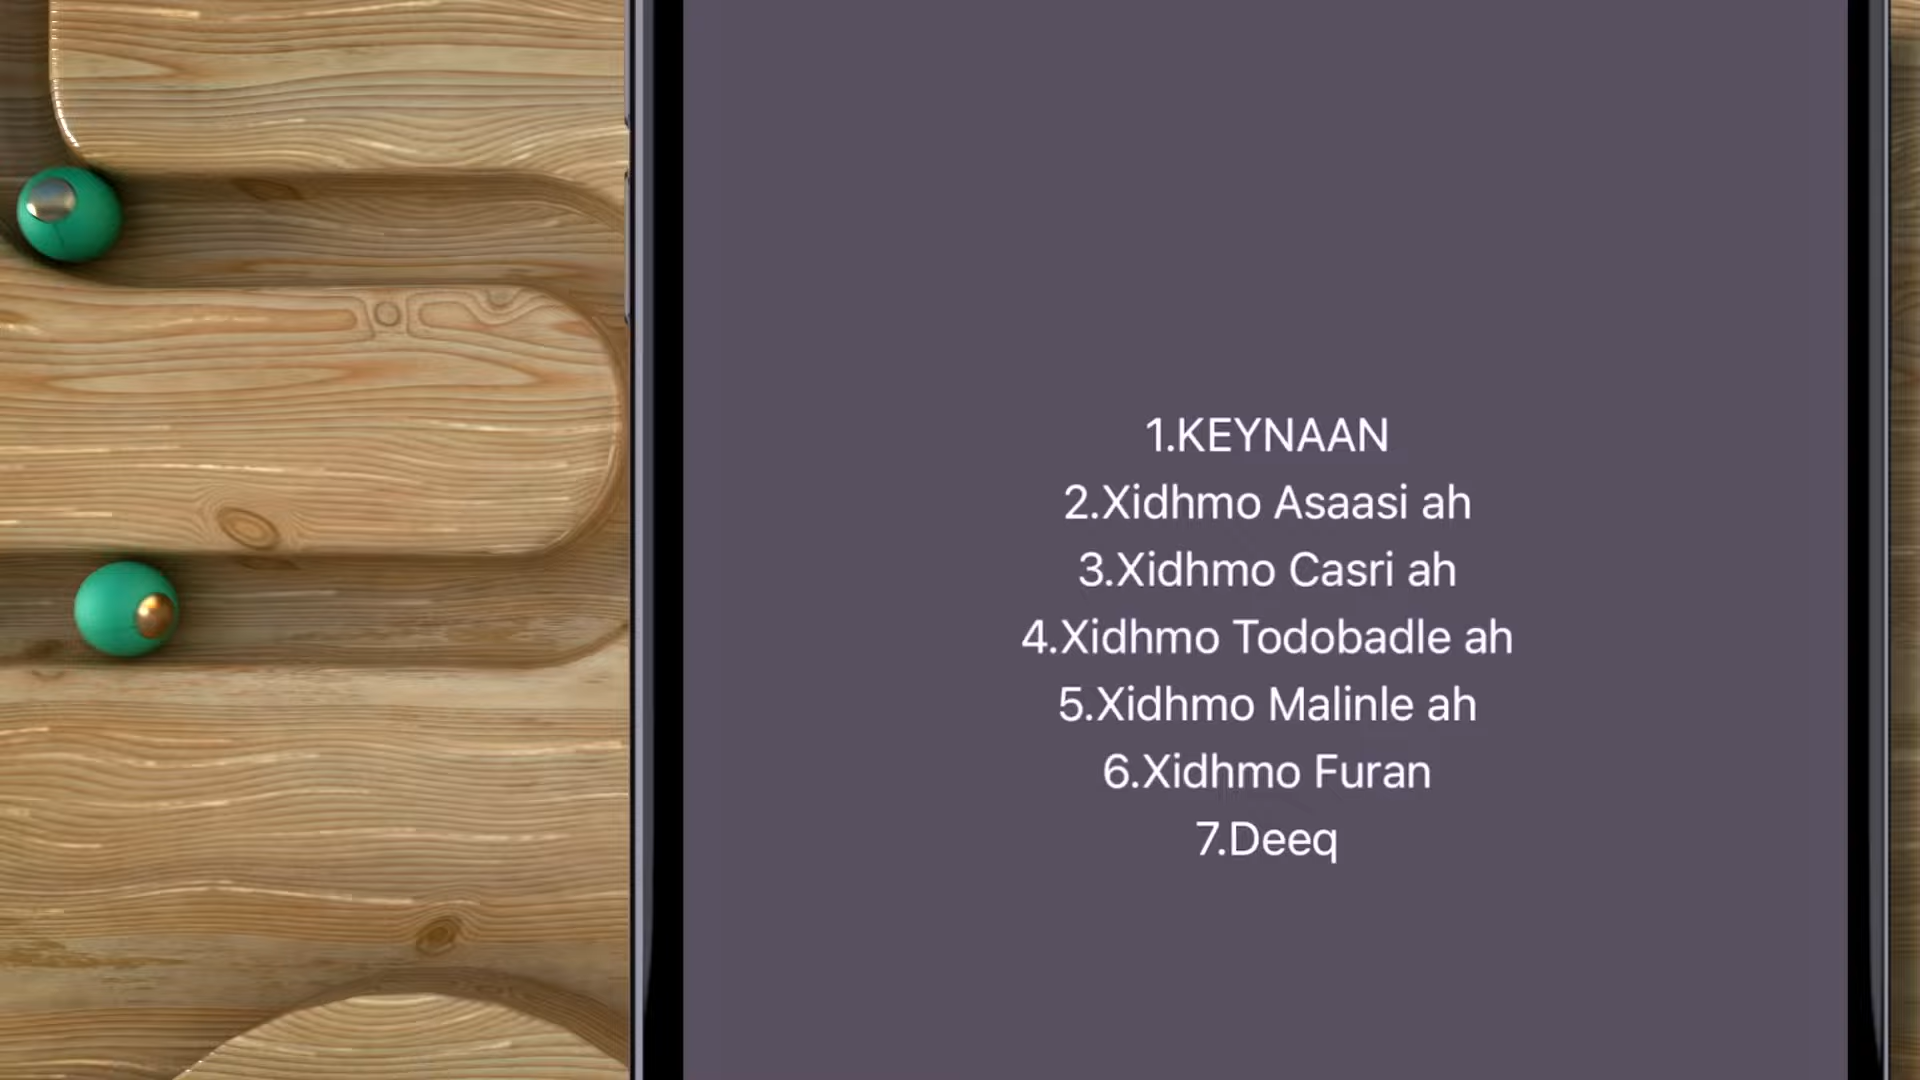 1.KEYNAAN
2.Xidhmo Asaasi ah
3.Xidhmo Casri ah
4.Xidhmo Todobadle ah
5.Xidhmo Malinle ah
6.Xidhmo Furan
7.Deeq